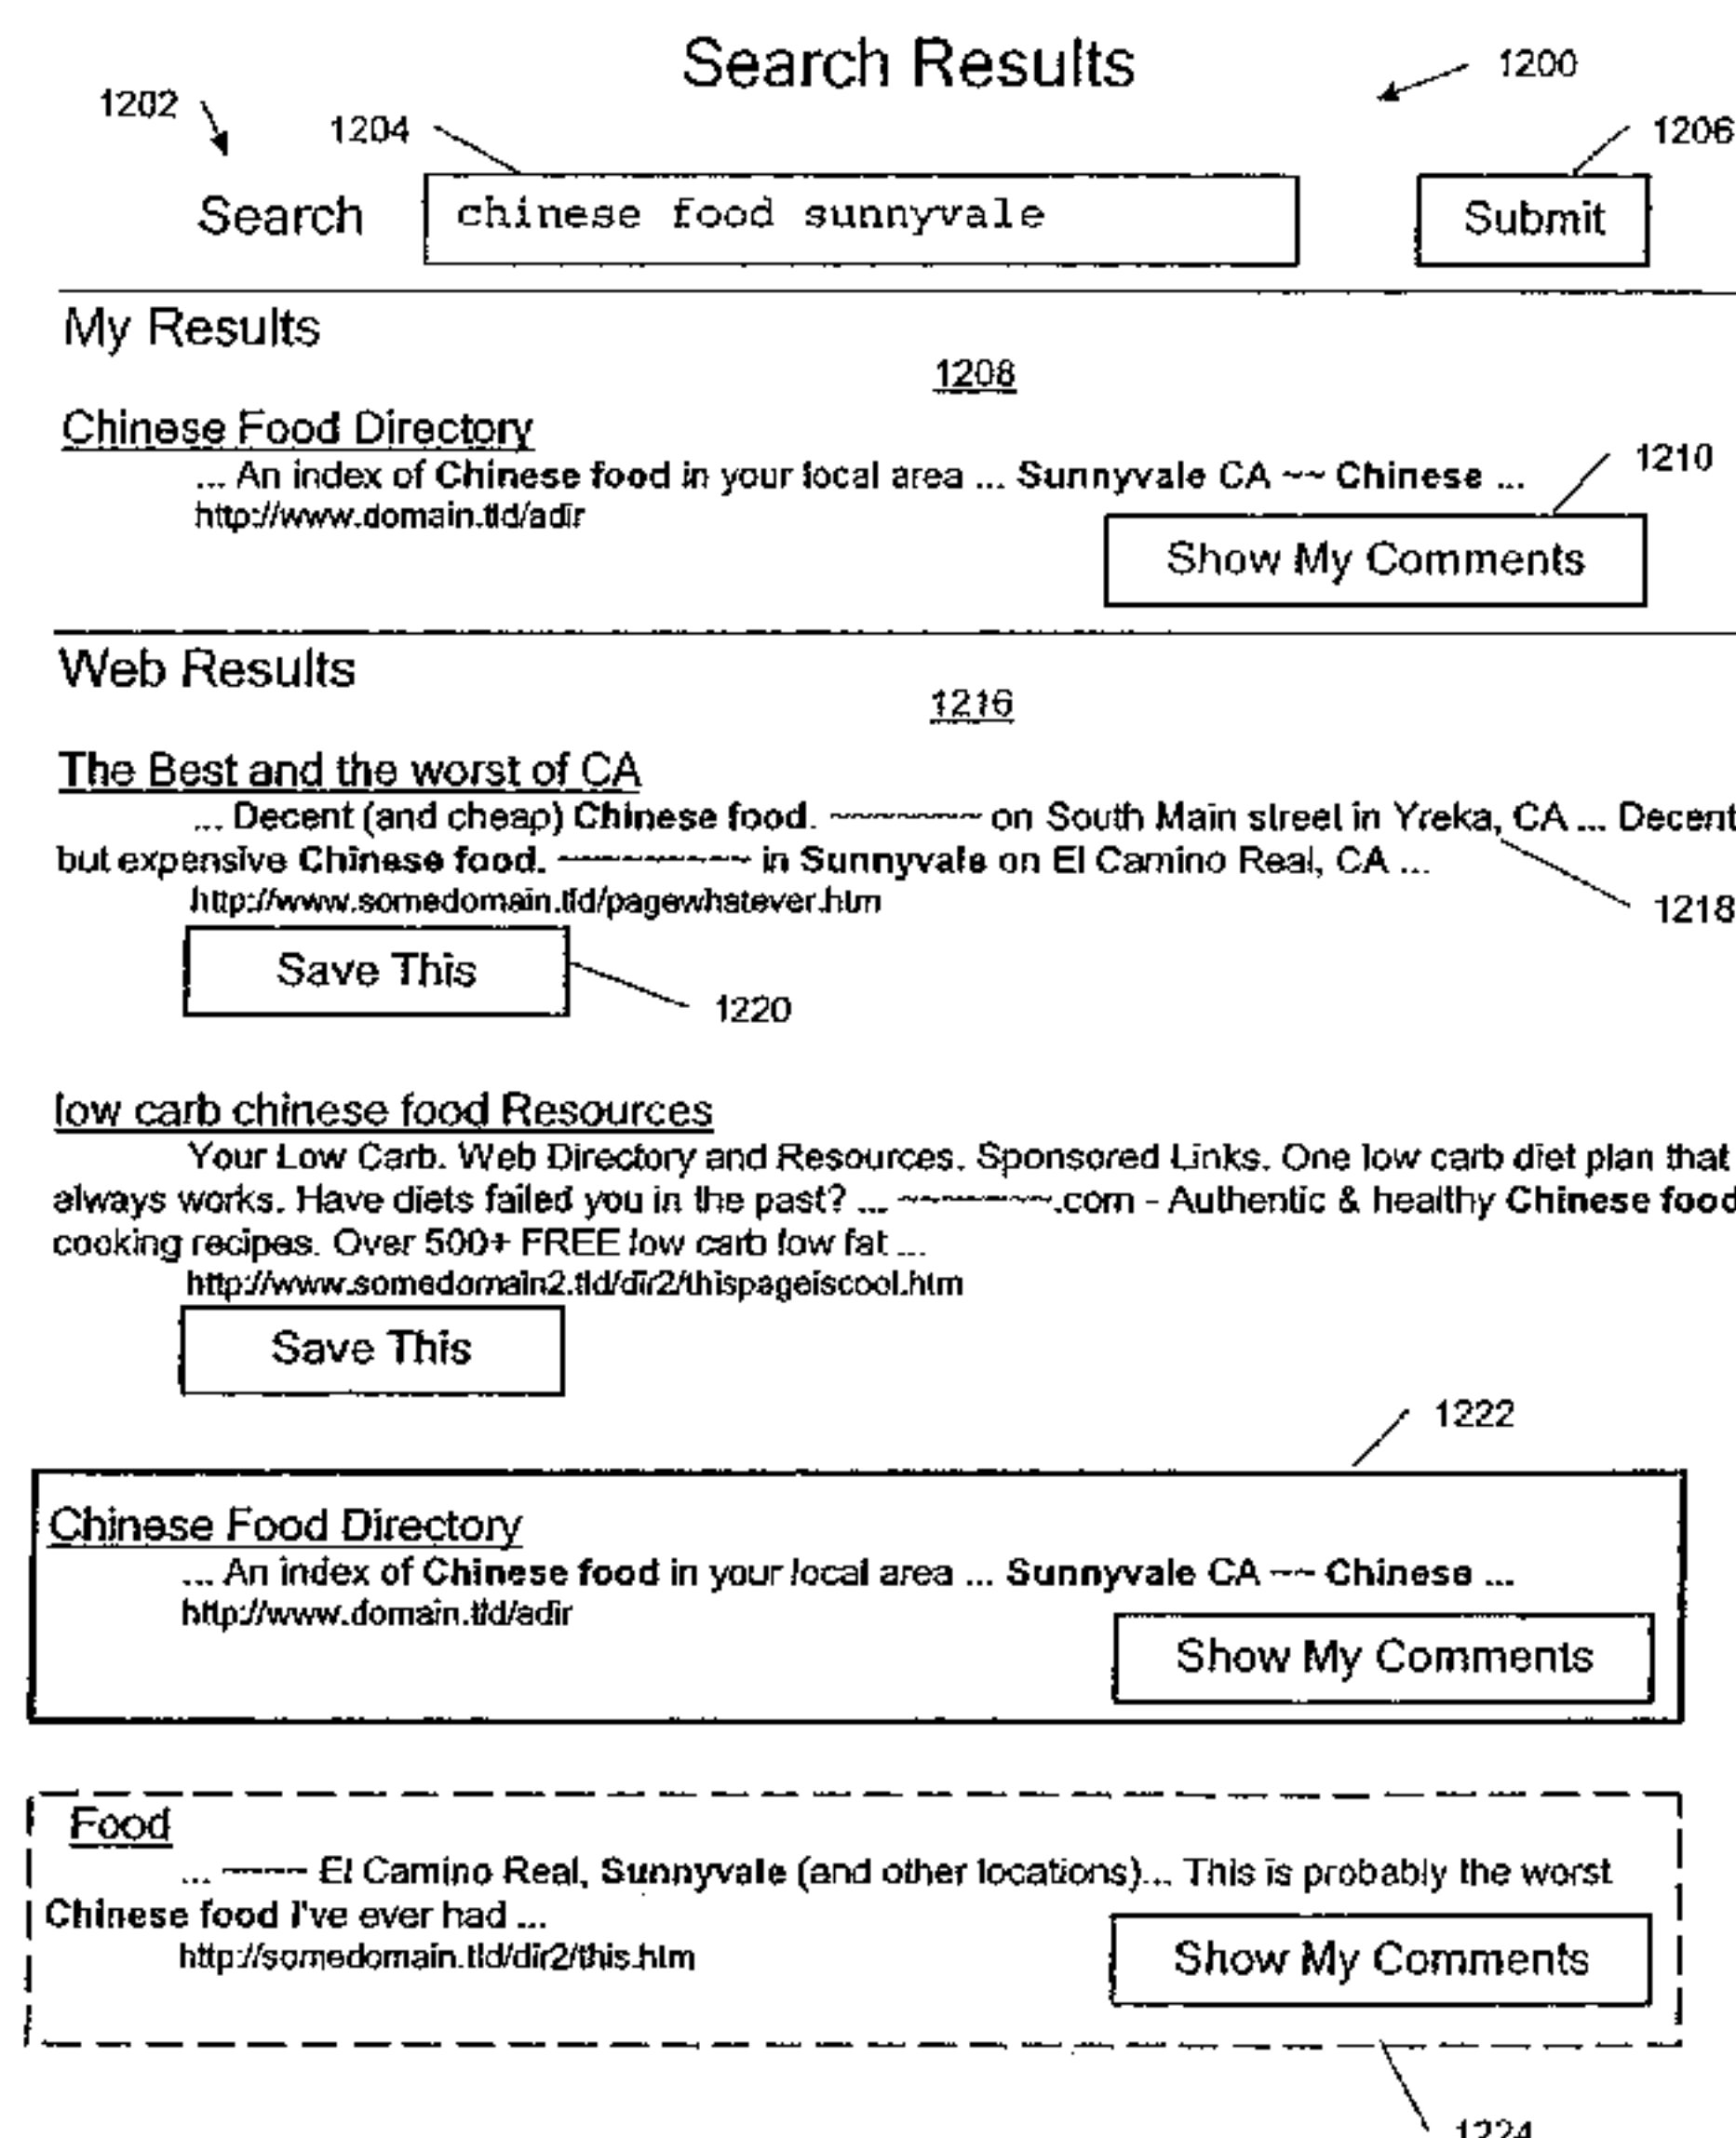 Search Results
1200
1202
1204
1206
Search
chinese food sunnyvale
Submit
My Results
1208
Chinese Food Directory
... An index of Chinese food in your local area ... Sunnyvale CA ~~ Chinese ...
1210
http://www.domain.tld/adir
Show My Comments
Web Results
1216
The Best and the worst of CA
... Decent (and cheap) Chinese food. ~~~~~~~~ on South Main street in Yreka, CA ... Decent
but expensive Chinese food. ~~~~~~~~~~ in Sunnyvale on El Camino Real, CA ...
http://www.somedomain.tld/pagewhatever.htm
1218
Save This
1220
low carb chinese food Resources
Your Low Carb. Web Directory and Resources. Sponsored Links. One low carb diet plan that
always works. Have diets failed you in the past? ... ~~~~~~~~.com - Authentic & healthy Chinese food
cooking recipes. Over 500+ FREE low carb low fat ...
http://www.somedomain2.tld/dir2/thispageiscool.htm
Save This
1222
Chinese Food Directory
... An index of Chinese food in your local area ... Sunnyvale CA ~~ Chinese ...
http://www.domain.tld/adir
Show My Comments
Food
... ~~~~ El Camino Real, Sunnyvale (and other locations)... This is probably the worst
Chinese food I've ever had ...
http://somedomain.tld/dir2/this.htm
Show My Comments
1224